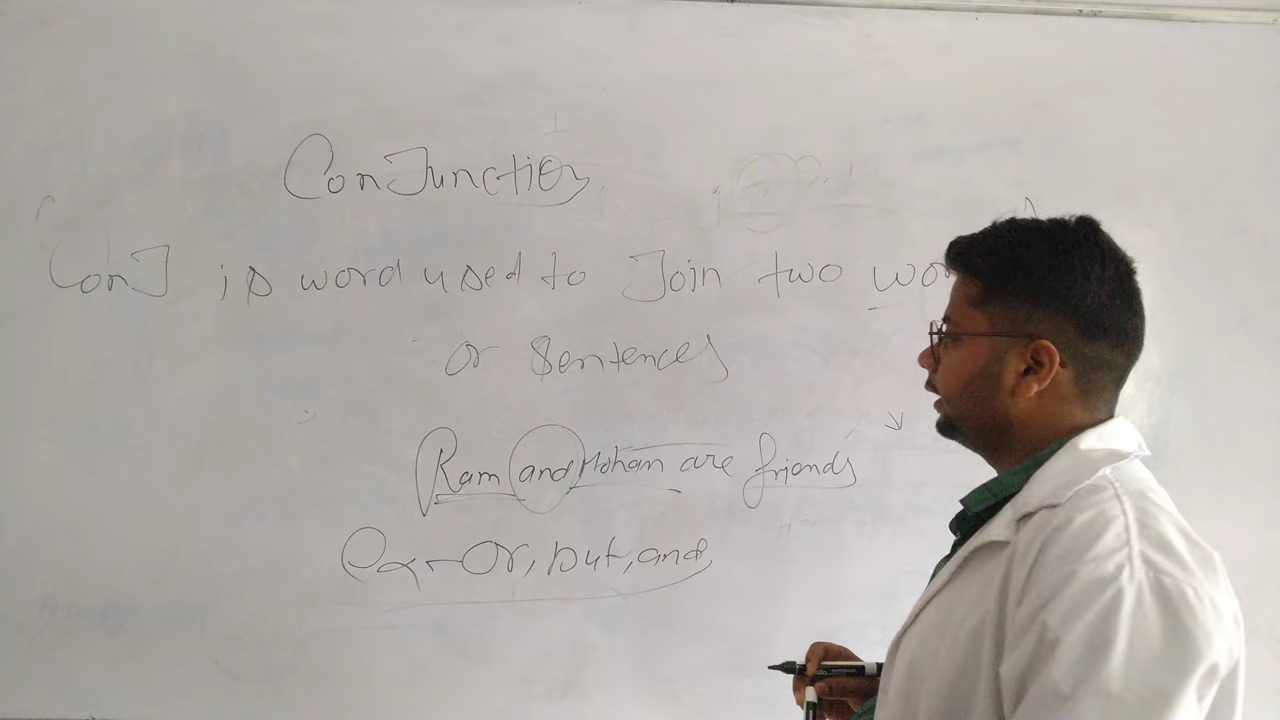 ConJunction
ConJ is word used to Join two
or Sentences
Ram and Mohan are friends
Ex - Or, but, and